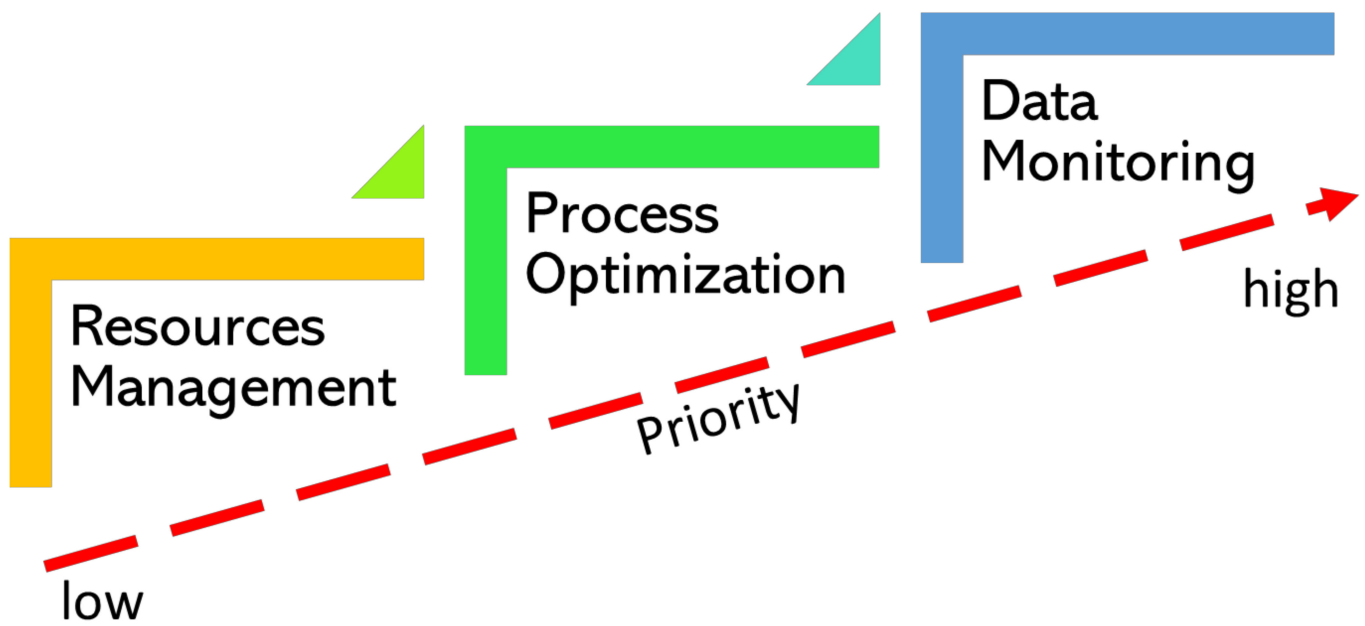 Resources
Management
Process
Optimization
Data
Monitoring
low
Priority
high